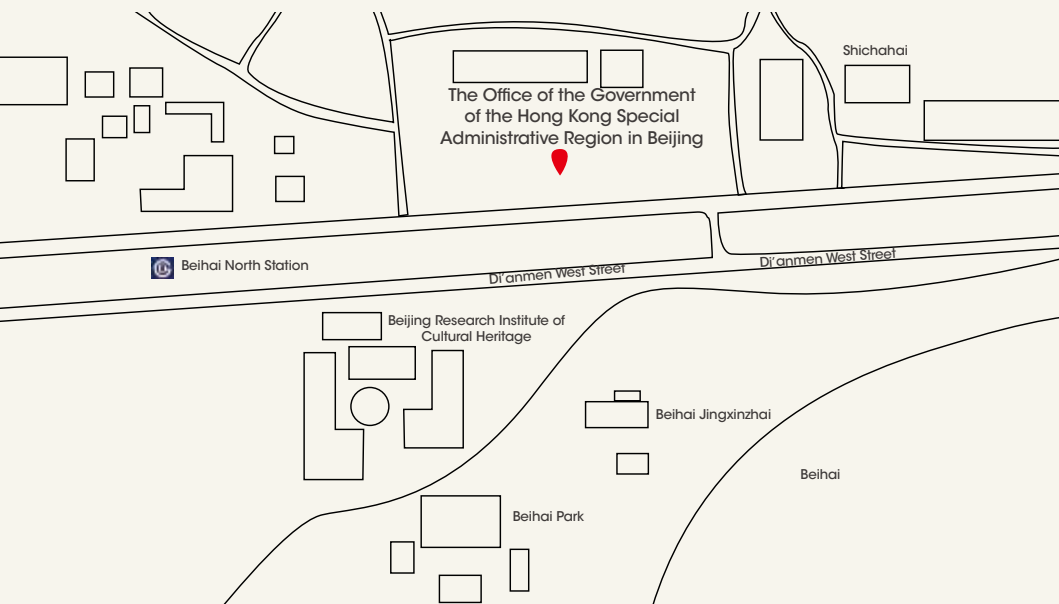 Shichahai
The Office of the Government
of the Hong Kong Special
Administrative Region in Beijing
Beihai North Station
Di'anmen West Street
Di'anmen West Street
Beijing Research Institute of
Cultural Heritage
Beihai Jingxinzhai
Beihai
Beihai Park